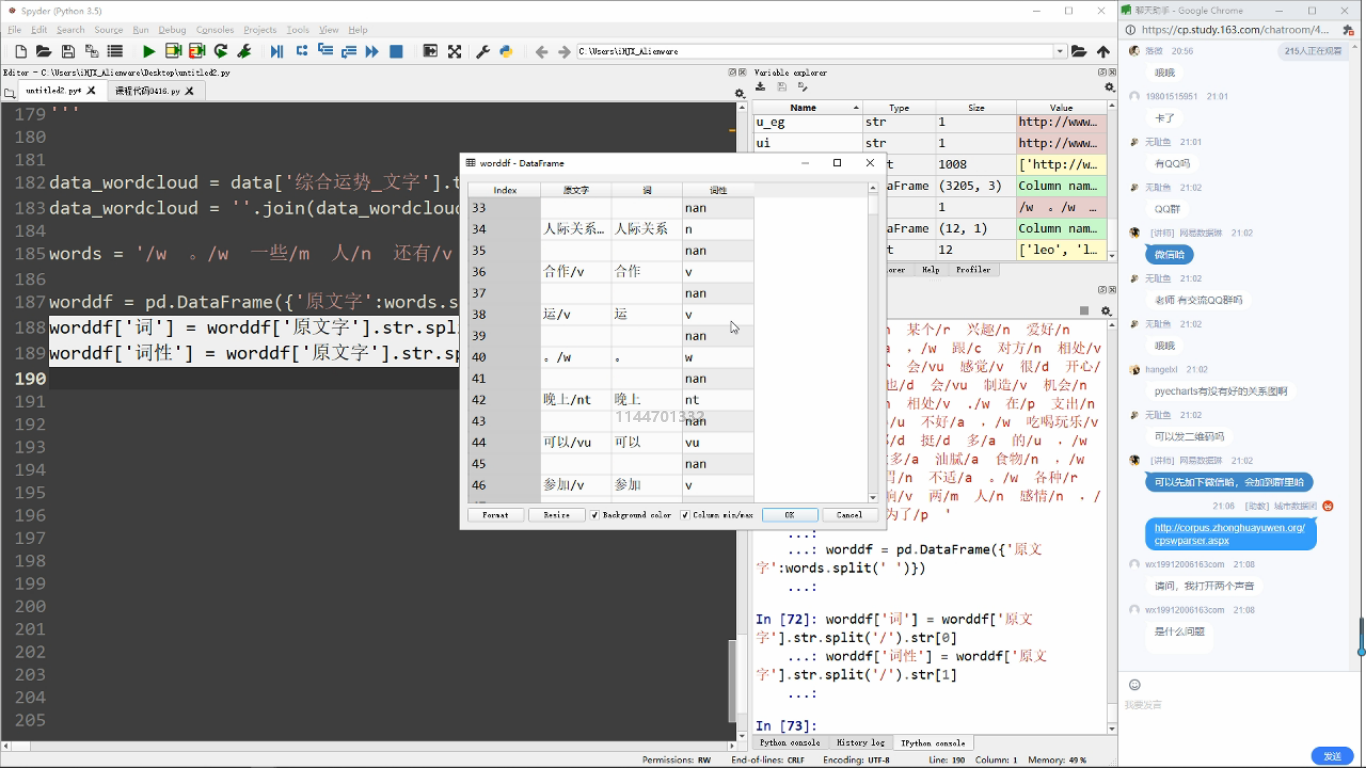 Spyder (Python 3.5)
File Edit Search Source Run Debug Consoles Projects Tools View Help
C:\Users\iMJX_Alienware
Editor - C:\Users\iMJX_Alienware\Desktop\untitled2.py
untitled2.py* 课程代码0416.py
179 '''
180
181
182 data_wordcloud = data['综合运势_文字'].t
183 data_wordcloud = ''.join(data_wordclou
184
185 words = '/w 。/w 一些/m 人/n 还有/v
186
187 worddf = pd.DataFrame({'原文字':words.s
188 worddf['词'] = worddf['原文字'].str.spl
189 worddf['词性'] = worddf['原文字'].str.sp
190
191
192
193
194
195
196
197
198
199
200
201
202
203
204
205
worddf - DataFrame
Index 原文字 词 词性
33 nan
34 人际关系… 人际关系 n
35 nan
36 合作/v 合作 v
37 nan
38 运/v 运 v
39 nan
40 。/w 。 w
41 nan
42 晚上/nt 晚上 nt
1144701332
43 nan
44 可以/vu 可以 vu
45 nan
46 参加/v 参加 v
Format Resize Background color Column min/max OK Cancel
Variable explorer
Name Type Size Value
u_eg str 1 http://www…
ui str 1 http://www…
t 1008 ['http://w…
aFrame (3205, 3) Column nam…
1 /w 。/w …
aFrame (12, 1) Column nam…
t 12 ['leo', 'l…
orer Help Profiler
某个/r 兴趣/n 爱好/n
，/w 跟/c 对方/n 相处/v
会/vu 感觉/v 很/d 开心/
也/d 会/vu 制造/v 机会/n
相处/v ./w 在/p 支出/n
/u 不好/a ，/w 吃喝玩乐/v
/d 挺/d 多/a 的/u ./w
多/a 油腻/a 食物/n ./w
/n 不适/a 。/w 各种/r
响/v 两/m 人/n 感情/n ./
为了/p '
...:
...: worddf = pd.DataFrame({'原文
字':words.split(' ')})
...:
In [72]: worddf['词'] = worddf['原文
字'].str.split('/').str[0]
...: worddf['词性'] = worddf['原文
字'].str.split('/').str[1]
...:
In [73]:
Python console History log IPython console
Permissions: RW End-of-lines: CRLF Encoding: UTF-8 Line: 190 Column: 1 Memory: 49 %
聊天助手 - Google Chrome
https://cp.study.163.com/chatroom/4...
20:56
215人正在观看
哦哦
19801515951 21:01
卡了
无耻鱼 21:01
有QQ吗
无耻鱼 21:02
QQ群
[讲师] 网易数据琳 21:02
微信哈
无耻鱼 21:02
老师 有交流QQ群吗
无耻鱼 21:02
哦哦
hangelxl 21:02
pyecharls有没有好的关系图啊
无耻鱼 21:02
可以发二维码吗
[讲师] 网易数据琳 21:02
可以先加下微信哈，会加到群里哈
21:06 [助教] 城市数据团
http://corpus.zhonghuayuwen.org/
cpswparser.aspx
wx19912006163com 21:08
请问，我打开两个声音
wx19912006163com 21:08
是什么问题
我要发言
发送